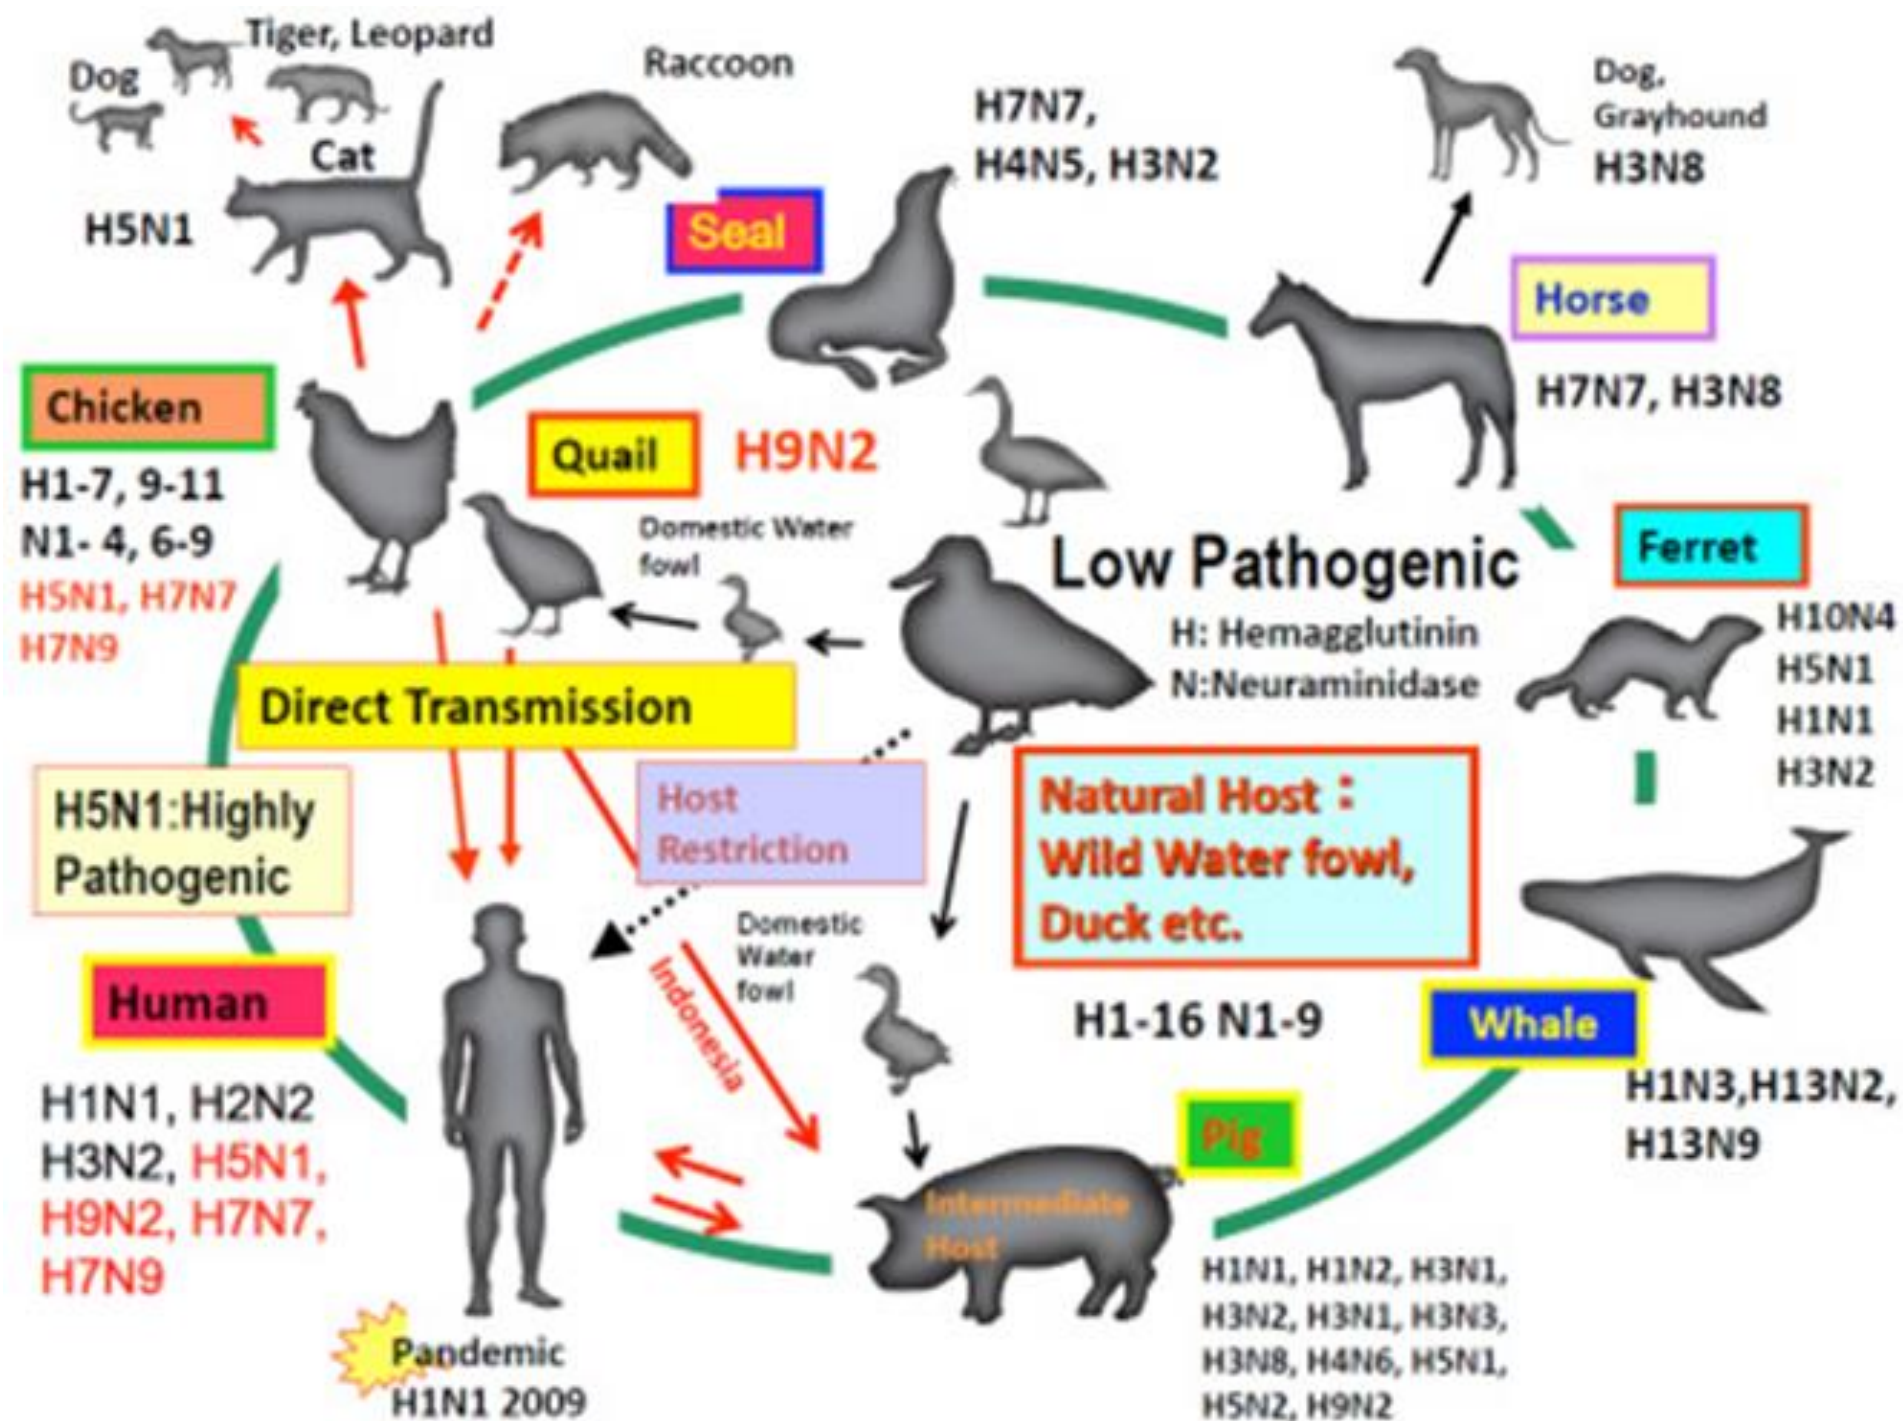 Tiger, Leopard
Dog
Cat
H5N1
Raccoon
Seal
H7N7,
H4N5, H3N2
Dog,
Grayhound
H3N8
Horse
H7N7, H3N8
Chicken
H1-7, 9-11
N1- 4, 6-9
H5N1, H7N7
H7N9
Quail
H9N2
Domestic Water
fowl
Low Pathogenic
H: Hemagglutinin
N:Neuraminidase
Ferret
H10N4
H5N1
H1N1
H3N2
Direct Transmission
Host
Restriction
Natural Host：
Wild Water fowl,
Duck etc.
H1-16 N1-9
H5N1:Highly
Pathogenic
Human
H1N1, H2N2
H3N2, H5N1,
H9N2, H7N7,
H7N9
Indonesia
Domestic
Water
fowl
Whale
H1N3,H13N2,
H13N9
Pig
Intermediate
Host
H1N1, H1N2, H3N1,
H3N2, H3N1, H3N3,
H3N8, H4N6, H5N1,
H5N2, H9N2
Pandemic
H1N1 2009